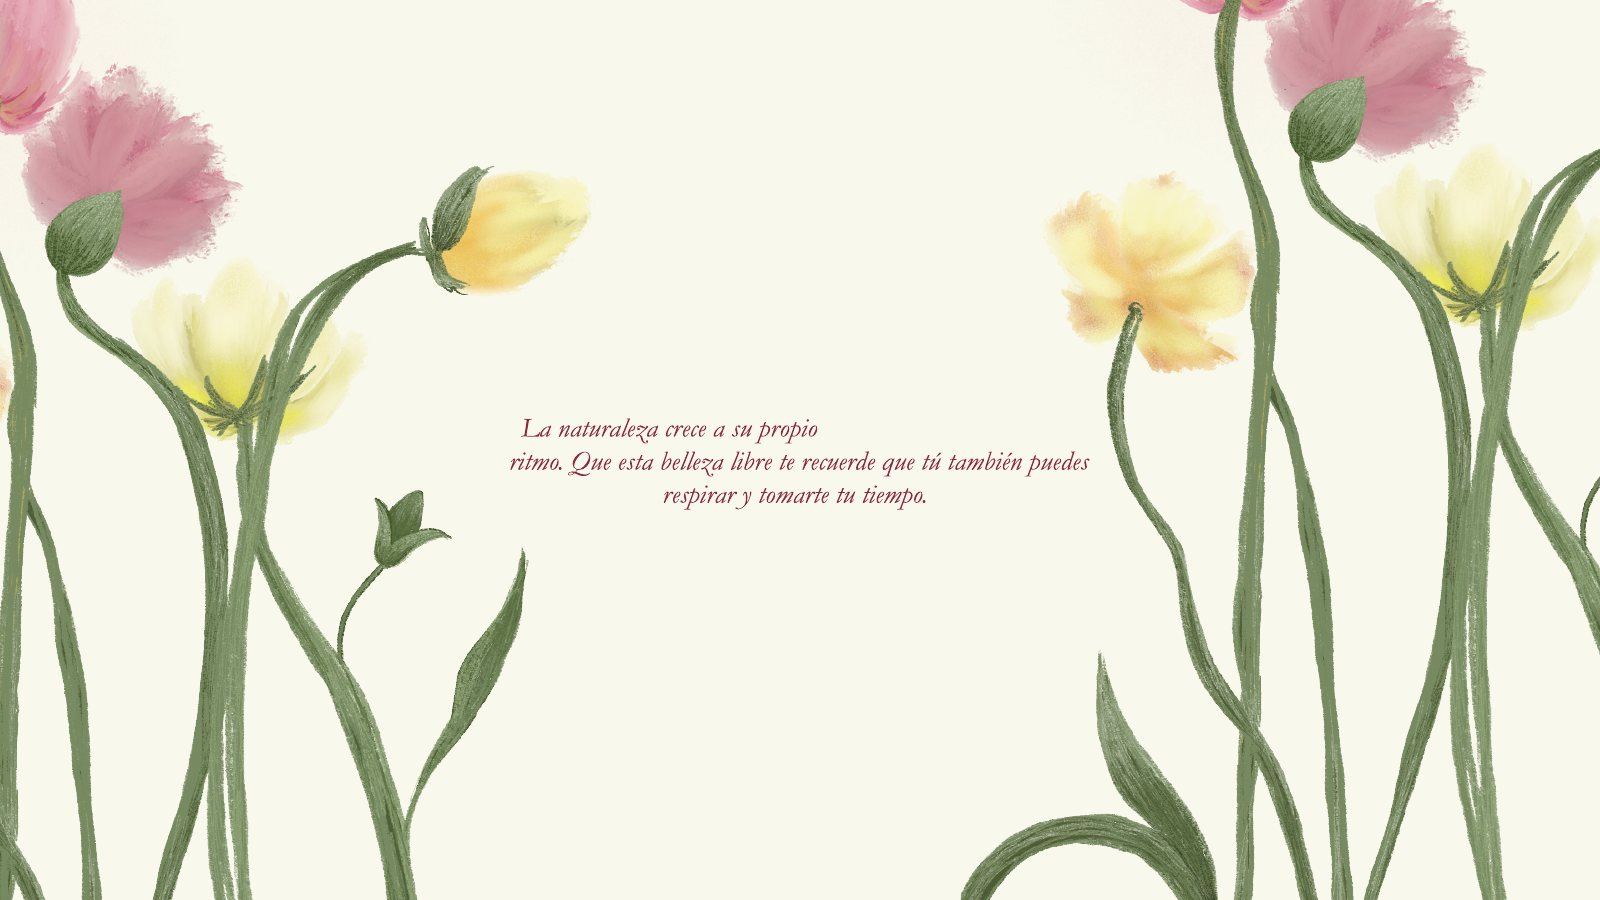 La naturaleza crece a su propio
ritmo. Que esta belleza libre te recuerde que tú también puedes
respirar y tomarte tu tiempo.